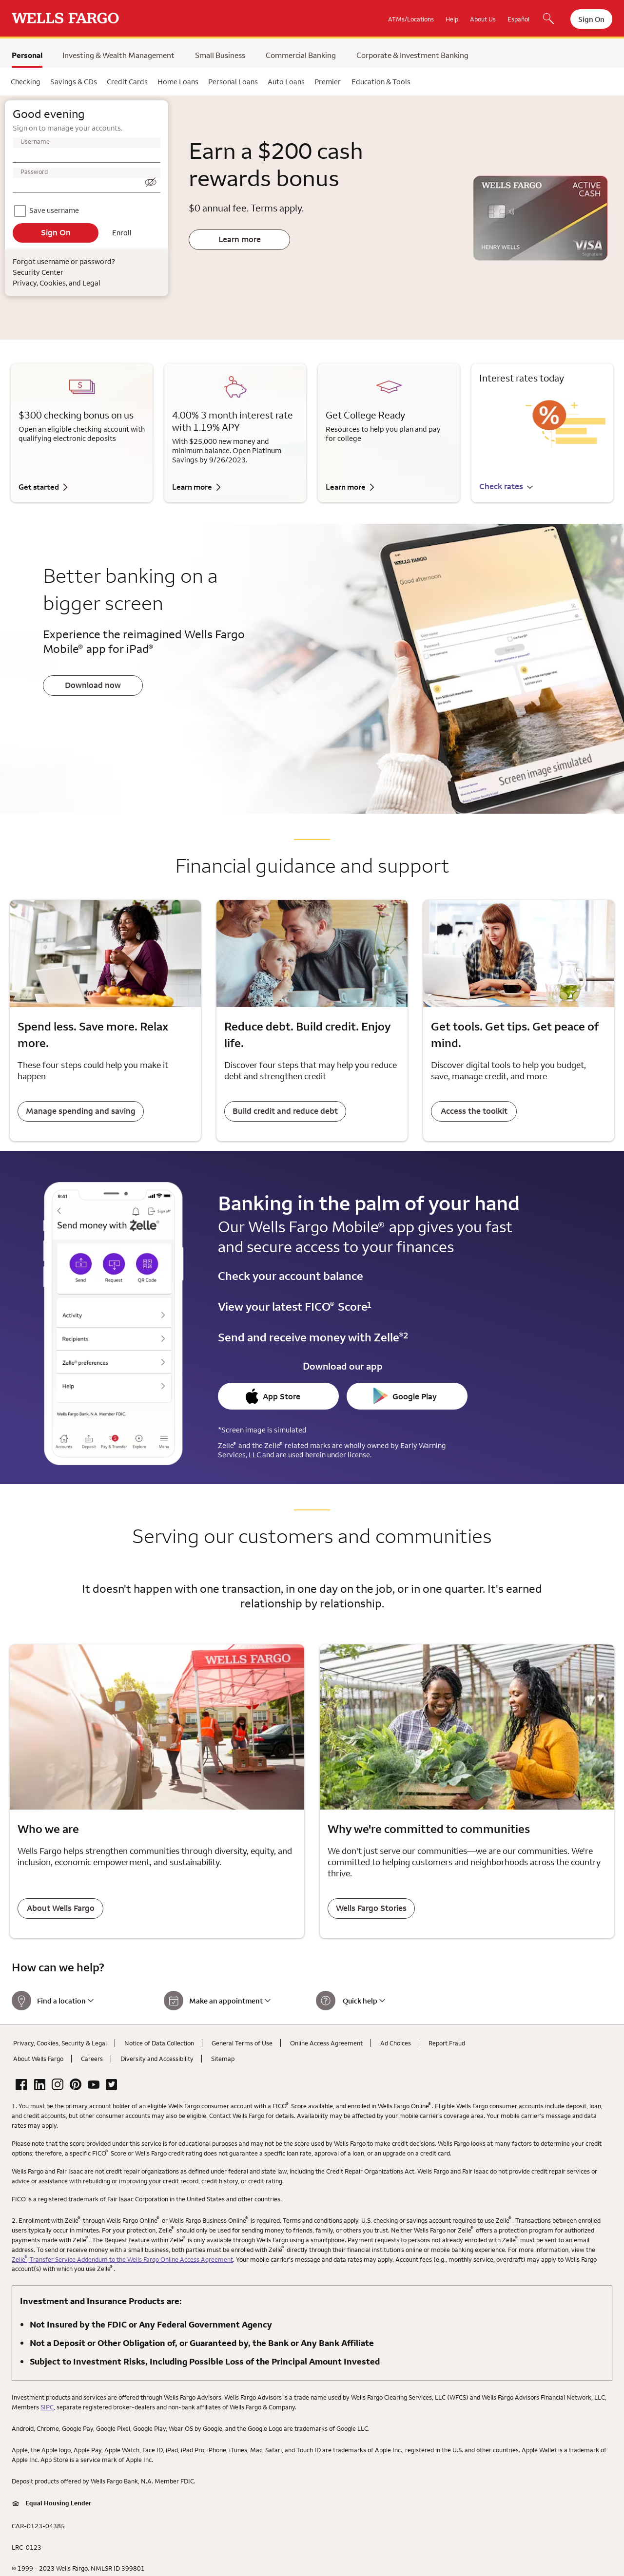 WELLS FARGO
ATMs/Locations Help About Us Español Sign On
Personal Investing & Wealth Management Small Business Commercial Banking Corporate & Investment Banking
Checking Savings & CDs Credit Cards Home Loans Personal Loans Auto Loans Premier Education & Tools
Good evening
Sign on to manage your accounts.
Username
Password
Save username
Sign On
Enroll
Forgot username or password?
Security Center
Privacy, Cookies, and Legal
Earn a $200 cash
rewards bonus
$0 annual fee. Terms apply.
Learn more
WELLS FARGO
ACTIVE
CASH
HENRY WELLS
VISA
Signature
$300 checking bonus on us
Open an eligible checking account with
qualifying electronic deposits
Get started
4.00% 3 month interest rate
with 1.19% APY
With $25,000 new money and
minimum balance. Open Platinum
Savings by 9/26/2023.
Learn more
Get College Ready
Resources to help you plan and pay
for college
Learn more
Interest rates today
%
Check rates
Better banking on a
bigger screen
Experience the reimagined Wells Fargo
Mobile® app for iPad®
Download now
Good afternoon
Screen image simulated
Financial guidance and support
Spend less. Save more. Relax
more.
These four steps could help you make it
happen
Manage spending and saving
Reduce debt. Build credit. Enjoy
life.
Discover four steps that may help you reduce
debt and strengthen credit
Build credit and reduce debt
Get tools. Get tips. Get peace of
mind.
Discover digital tools to help you budget,
save, manage credit, and more
Access the toolkit
9:41
Sign off
Send money with Zelle®
Send Request QR Code
Activity
Recipients
Zelle® preferences
Help
Wells Fargo Bank, N.A. Member FDIC.
Accounts Deposit Pay & Transfer Explore Menu
Banking in the palm of your hand
Our Wells Fargo Mobile® app gives you fast
and secure access to your finances
Check your account balance
View your latest FICO® Score1
Send and receive money with Zelle®2
Download our app
App Store
Google Play
*Screen image is simulated
Zelle® and the Zelle® related marks are wholly owned by Early Warning
Services, LLC and are used herein under license.
Serving our customers and communities
It doesn't happen with one transaction, in one day on the job, or in one quarter. It's earned
relationship by relationship.
WELLS FARGO
Who we are
Wells Fargo helps strengthen communities through diversity, equity, and
inclusion, economic empowerment, and sustainability.
About Wells Fargo
Why we're committed to communities
We don't just serve our communities—we are our communities. We're
committed to helping customers and neighborhoods across the country
thrive.
Wells Fargo Stories
How can we help?
Find a location
Make an appointment
Quick help
Privacy, Cookies, Security & Legal Notice of Data Collection General Terms of Use Online Access Agreement Ad Choices Report Fraud
About Wells Fargo Careers Diversity and Accessibility Sitemap
1. You must be the primary account holder of an eligible Wells Fargo consumer account with a FICO® Score available, and enrolled in Wells Fargo Online®. Eligible Wells Fargo consumer accounts include deposit, loan,
and credit accounts, but other consumer accounts may also be eligible. Contact Wells Fargo for details. Availability may be affected by your mobile carrier's coverage area. Your mobile carrier's message and data
rates may apply.
Please note that the score provided under this service is for educational purposes and may not be the score used by Wells Fargo to make credit decisions. Wells Fargo looks at many factors to determine your credit
options; therefore, a specific FICO® Score or Wells Fargo credit rating does not guarantee a specific loan rate, approval of a loan, or an upgrade on a credit card.
Wells Fargo and Fair Isaac are not credit repair organizations as defined under federal and state law, including the Credit Repair Organizations Act. Wells Fargo and Fair Isaac do not provide credit repair services or
advice or assistance with rebuilding or improving your credit record, credit history, or credit rating.
FICO is a registered trademark of Fair Isaac Corporation in the United States and other countries.
2. Enrollment with Zelle® through Wells Fargo Online® or Wells Fargo Business Online® is required. Terms and conditions apply. U.S. checking or savings account required to use Zelle®. Transactions between enrolled
users typically occur in minutes. For your protection, Zelle® should only be used for sending money to friends, family, or others you trust. Neither Wells Fargo nor Zelle® offers a protection program for authorized
payments made with Zelle®. The Request feature within Zelle® is only available through Wells Fargo using a smartphone. Payment requests to persons not already enrolled with Zelle® must be sent to an email
address. To send or receive money with a small business, both parties must be enrolled with Zelle® directly through their financial institution's online or mobile banking experience. For more information, view the
Zelle® Transfer Service Addendum to the Wells Fargo Online Access Agreement. Your mobile carrier's message and data rates may apply. Account fees (e.g., monthly service, overdraft) may apply to Wells Fargo
account(s) with which you use Zelle®.
Investment and Insurance Products are:
• Not Insured by the FDIC or Any Federal Government Agency
• Not a Deposit or Other Obligation of, or Guaranteed by, the Bank or Any Bank Affiliate
• Subject to Investment Risks, Including Possible Loss of the Principal Amount Invested
Investment products and services are offered through Wells Fargo Advisors. Wells Fargo Advisors is a trade name used by Wells Fargo Clearing Services, LLC (WFCS) and Wells Fargo Advisors Financial Network, LLC,
Members SIPC, separate registered broker-dealers and non-bank affiliates of Wells Fargo & Company.
Android, Chrome, Google Pay, Google Pixel, Google Play, Wear OS by Google, and the Google Logo are trademarks of Google LLC.
Apple, the Apple logo, Apple Pay, Apple Watch, Face ID, iPad, iPad Pro, iPhone, iTunes, Mac, Safari, and Touch ID are trademarks of Apple Inc., registered in the U.S. and other countries. Apple Wallet is a trademark of
Apple Inc. App Store is a service mark of Apple Inc.
Deposit products offered by Wells Fargo Bank, N.A. Member FDIC.
Equal Housing Lender
CAR-0123-04385
LRC-0123
© 1999 - 2023 Wells Fargo. NMLSR ID 399801